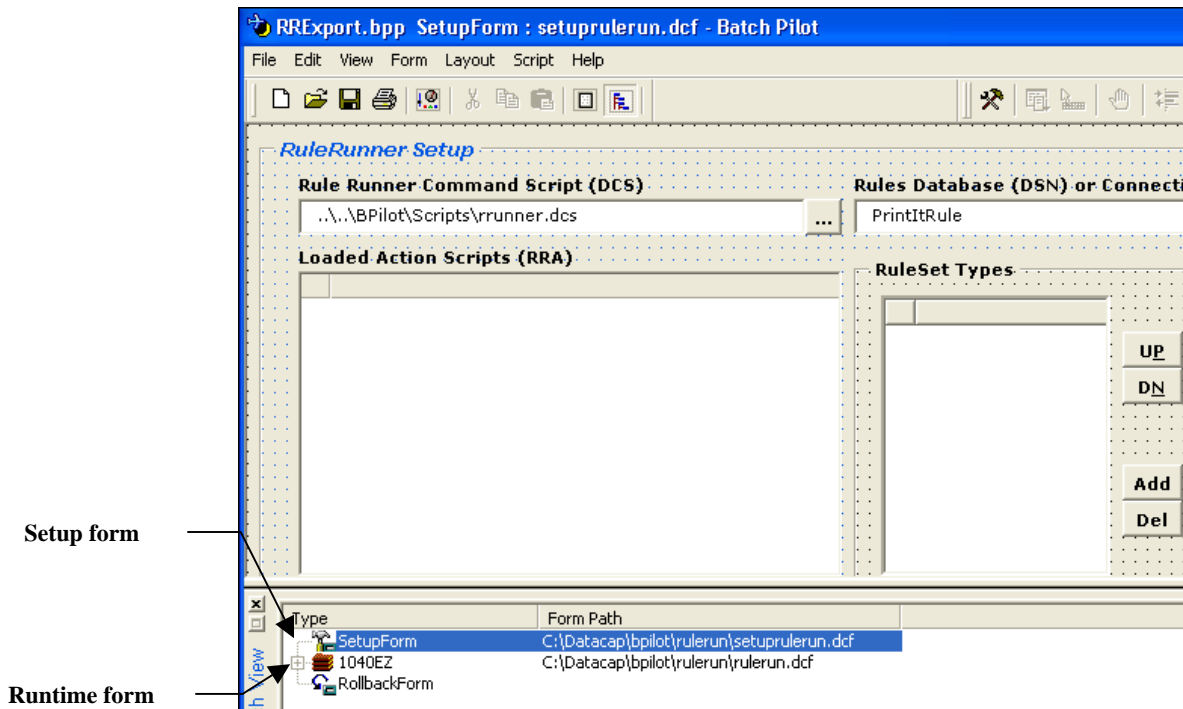 RRExport.bpp SetupForm : setuprulerun.dcf - Batch Pilot
File Edit View Form Layout Script Help
RuleRunner Setup
Rule Runner Command Script (DCS)
Rules Database (DSN) or Connecti
..\..\BPilot\Scripts\rrunner.dcs
...
PrintItRule
Loaded Action Scripts (RRA)
RuleSet Types
UP
DN
Add
Del
Setup form
Type Form Path
SetupForm C:\Datacap\bpilot\rulerun\setuprulerun.dcf
1040EZ C:\Datacap\bpilot\rulerun\rulerun.dcf
RollbackForm
Runtime form
ch View